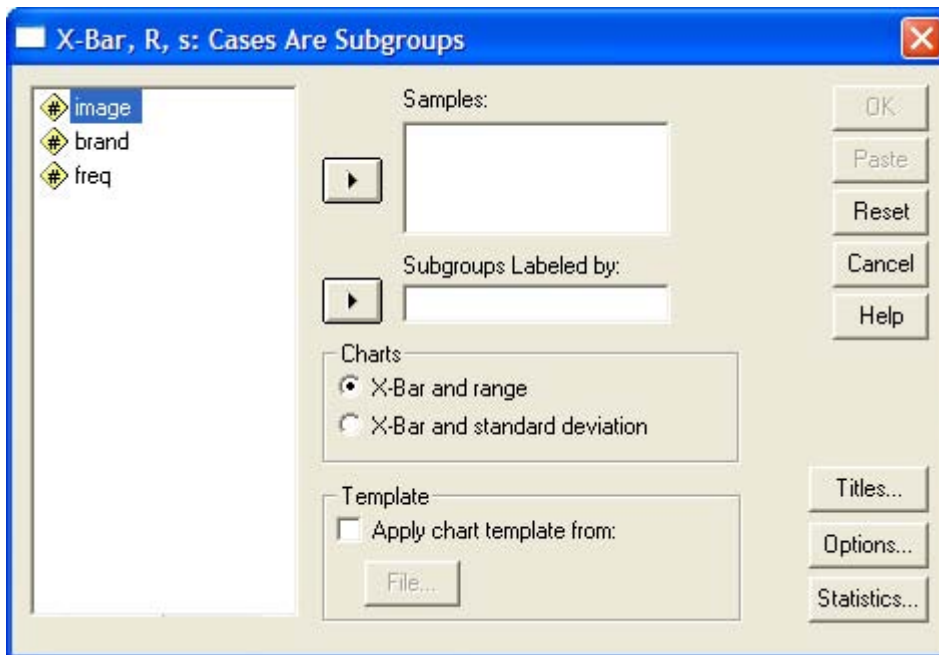 X-Bar, R, s: Cases Are Subgroups
image
brand
freq
Samples:
Subgroups Labeled by:
Charts
X-Bar and range
X-Bar and standard deviation
Template
Apply chart template from:
File...
OK
Paste
Reset
Cancel
Help
Titles...
Options...
Statistics...